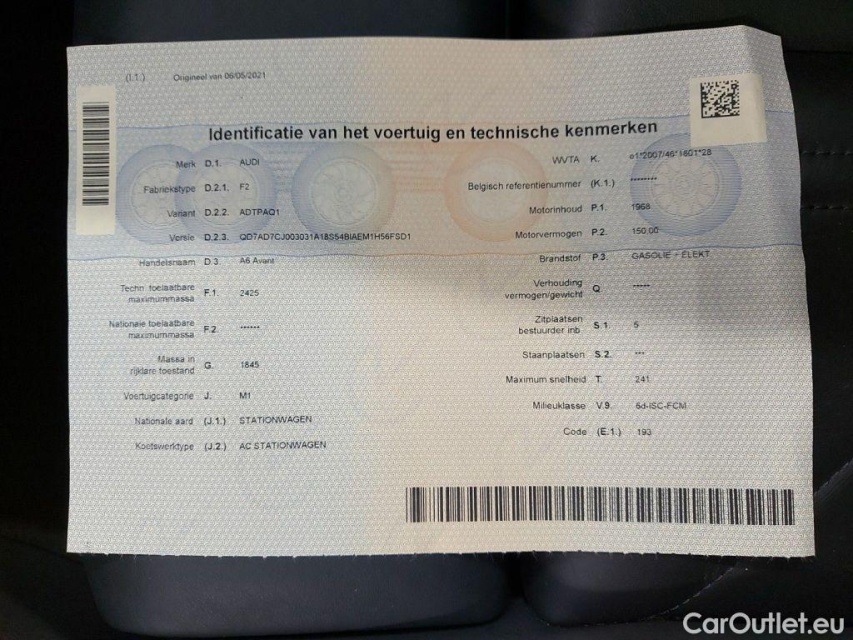 (I.1.) Origineel van 06/05/2021
Identificatie van het voertuig en technische kenmerken
Merk D.1. AUDI
Fabriekstype D.2.1. F2
Variant D.2.2. ADTPAQ1
Versie D.2.3. QD7AD7CJ003031A18S54BIAEM1H56FSD1
Handelsnaam D.3. A6 Avant
Techn. toelaatbare
maximummassa F.1. 2425
Nationale toelaatbare
maximummassa F.2. ------
Massa in
rijklare toestand G. 1845
Voertuigcategorie J. M1
Nationale aard (J.1.) STATIONWAGEN
Koetswerktype (J.2.) AC STATIONWAGEN
WVTA K. e1*2007/46*1801*28
Belgisch referentienummer (K.1.) --------
Motorinhoud P.1. 1968
Motorvermogen P.2. 150,00
Brandstof P.3. GASOLIE - ELEKT
Verhouding
vermogen/gewicht Q. -----
Zitplaatsen
bestuurder inb S.1. 5
Staanplaatsen S.2. ---
Maximum snelheid T. 241
Milieuklasse V.9. 6d-ISC-FCM
Code (E.1.) 193
CarOutlet.eu